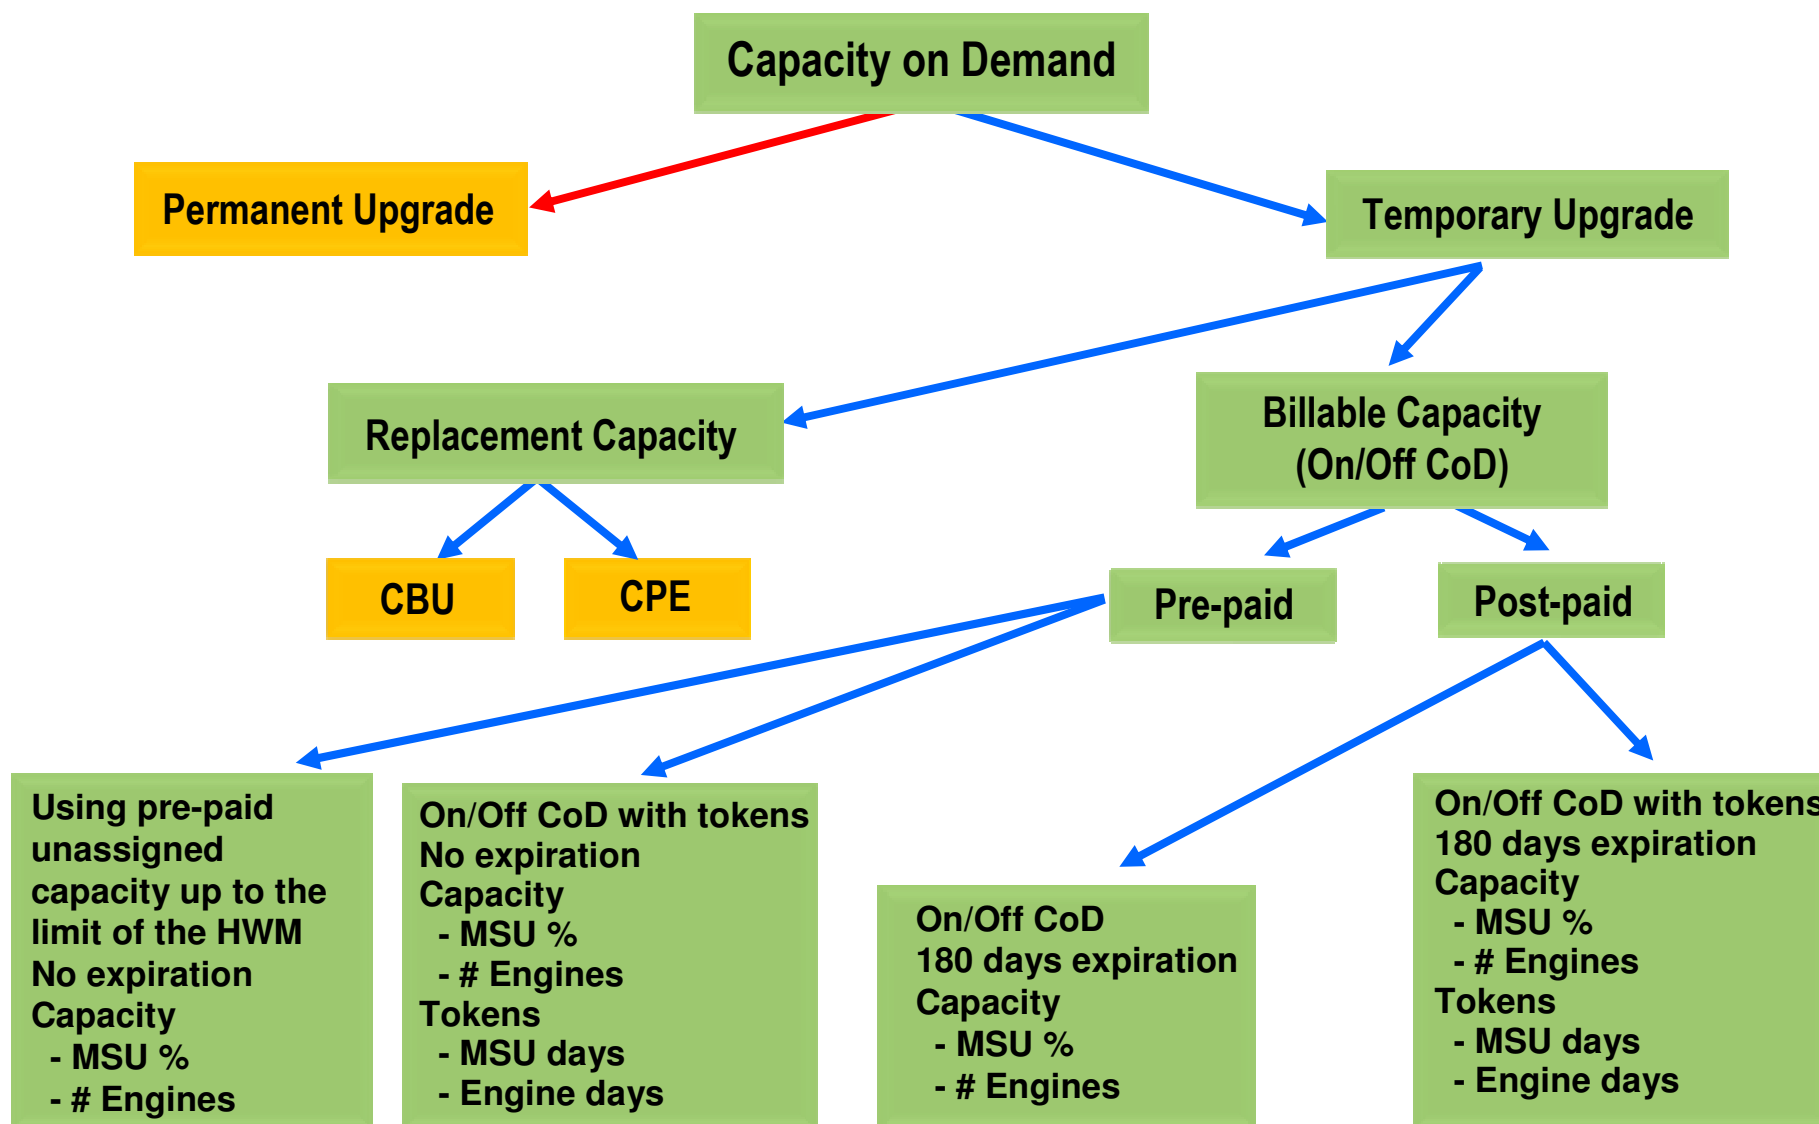 Capacity on Demand
Permanent Upgrade
Temporary Upgrade
Replacement Capacity
Billable Capacity
(On/Off CoD)
CBU
CPE
Pre-paid
Post-paid
Using pre-paid
unassigned
capacity up to the
limit of the HWM
No expiration
Capacity
- MSU %
- # Engines
On/Off CoD with tokens
No expiration
Capacity
- MSU %
- # Engines
Tokens
- MSU days
- Engine days
On/Off CoD
180 days expiration
Capacity
- MSU %
- # Engines
On/Off CoD with tokens
180 days expiration
Capacity
- MSU %
- # Engines
Tokens
- MSU days
- Engine days